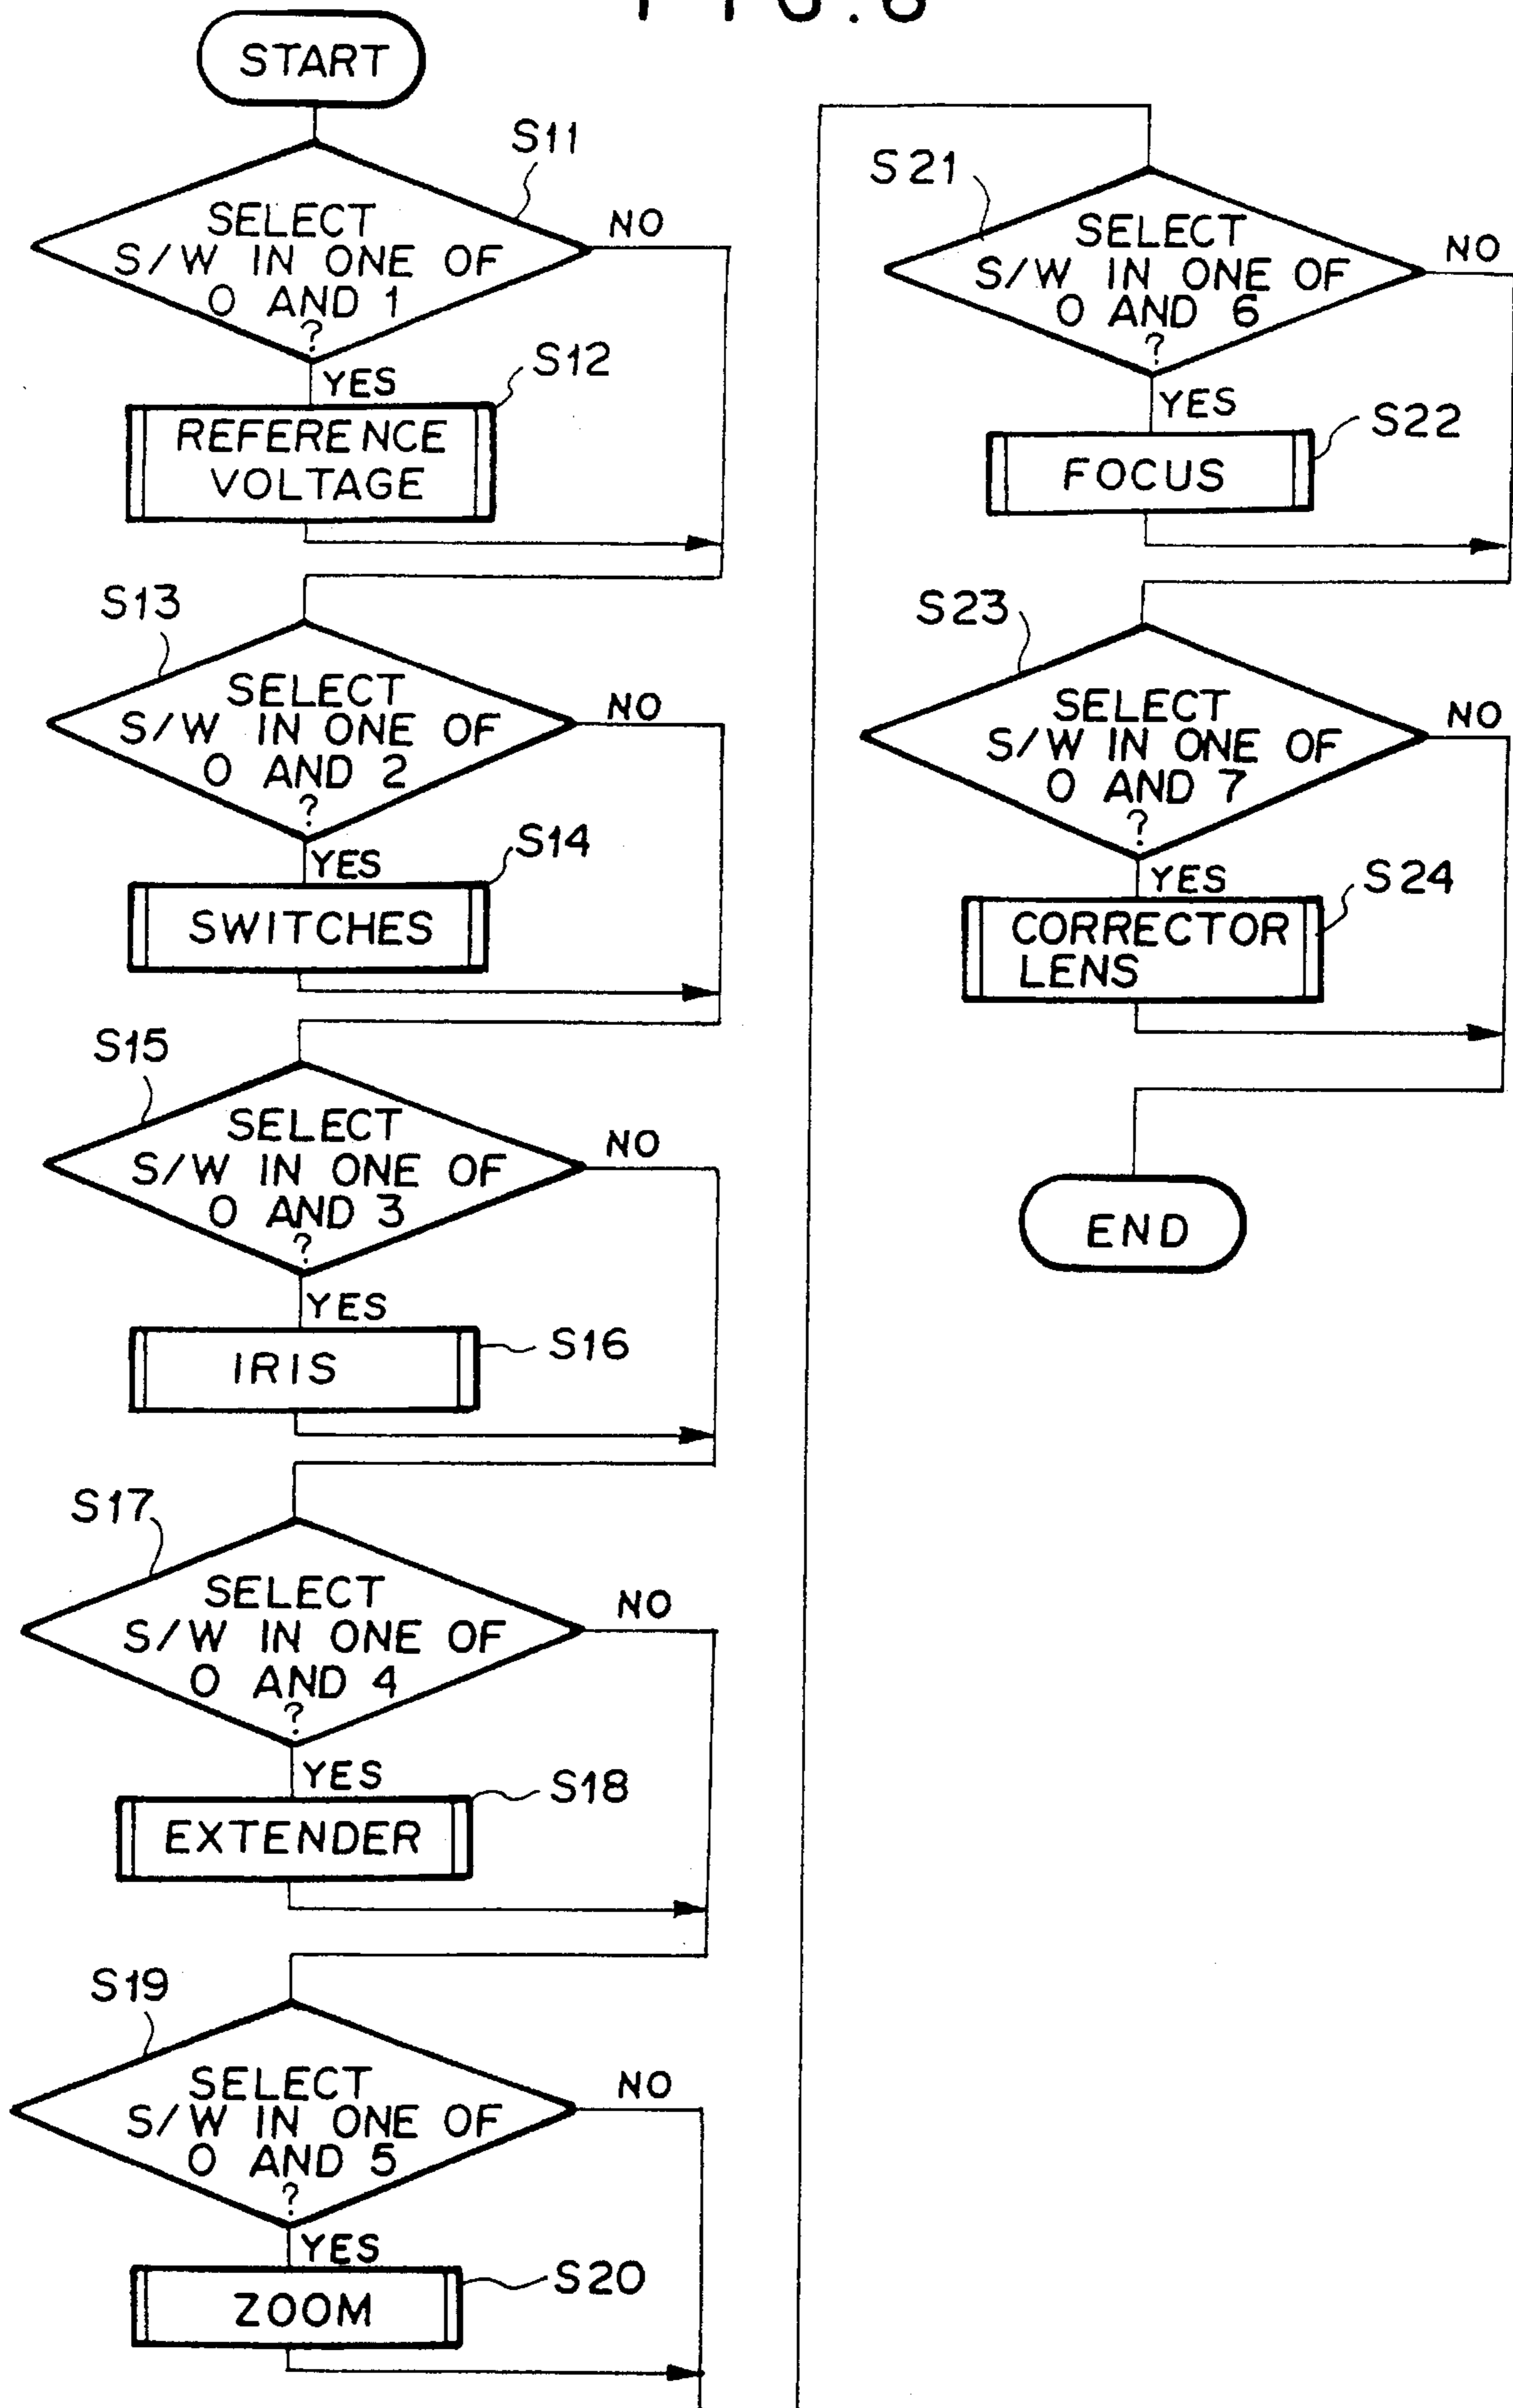 START
S11
SELECT
S/W IN ONE OF
0 AND 1
?
NO
YES
S12
REFERENCE
VOLTAGE
S13
SELECT
S/W IN ONE OF
0 AND 2
?
NO
YES
S14
SWITCHES
S15
SELECT
S/W IN ONE OF
0 AND 3
?
NO
YES
S16
IRIS
S17
SELECT
S/W IN ONE OF
0 AND 4
?
NO
YES
S18
EXTENDER
S19
SELECT
S/W IN ONE OF
0 AND 5
?
NO
YES
S20
ZOOM
S21
SELECT
S/W IN ONE OF
0 AND 6
?
NO
YES
S22
FOCUS
S23
SELECT
S/W IN ONE OF
0 AND 7
?
NO
YES
S24
CORRECTOR
LENS
END